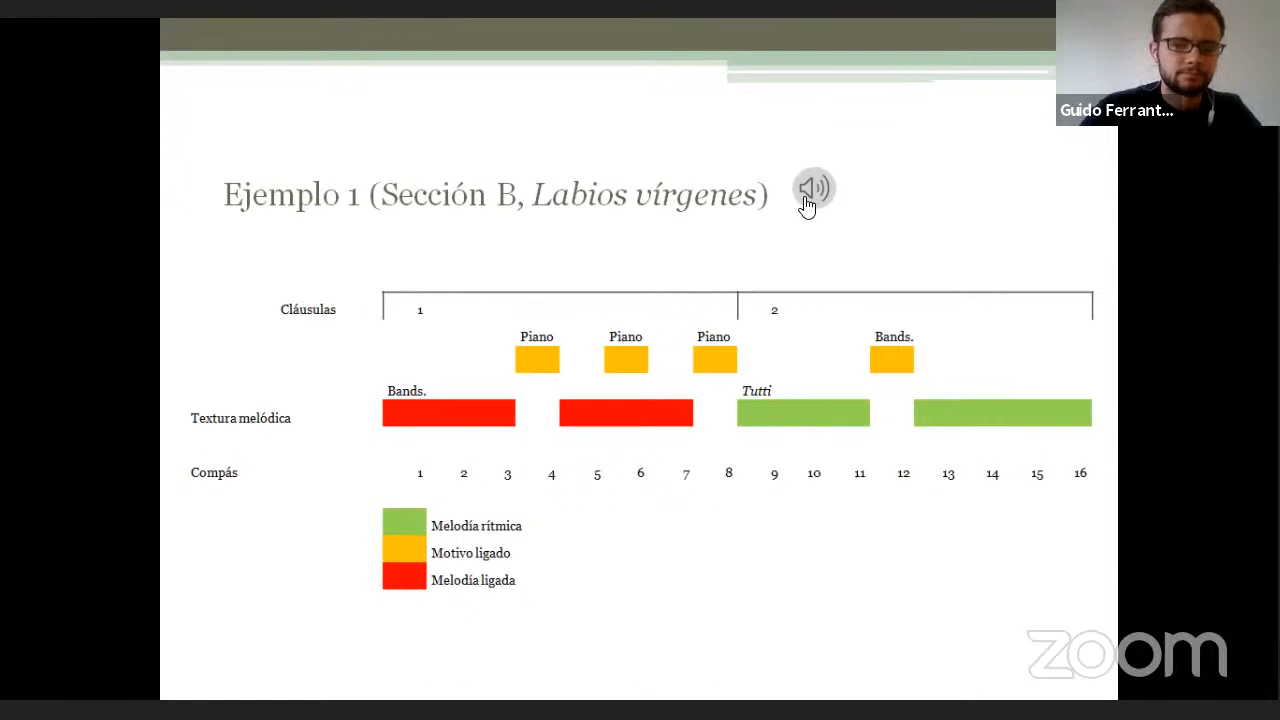 Guido Ferrant...
Ejemplo 1 (Sección B, Labios vírgenes)
Cláusulas 1 2
Piano Piano Piano Bands.
Bands. Tutti
Textura melódica
Compás 1 2 3 4 5 6 7 8 9 10 11 12 13 14 15 16
Melodía rítmica
Motivo ligado
Melodía ligada
zoom